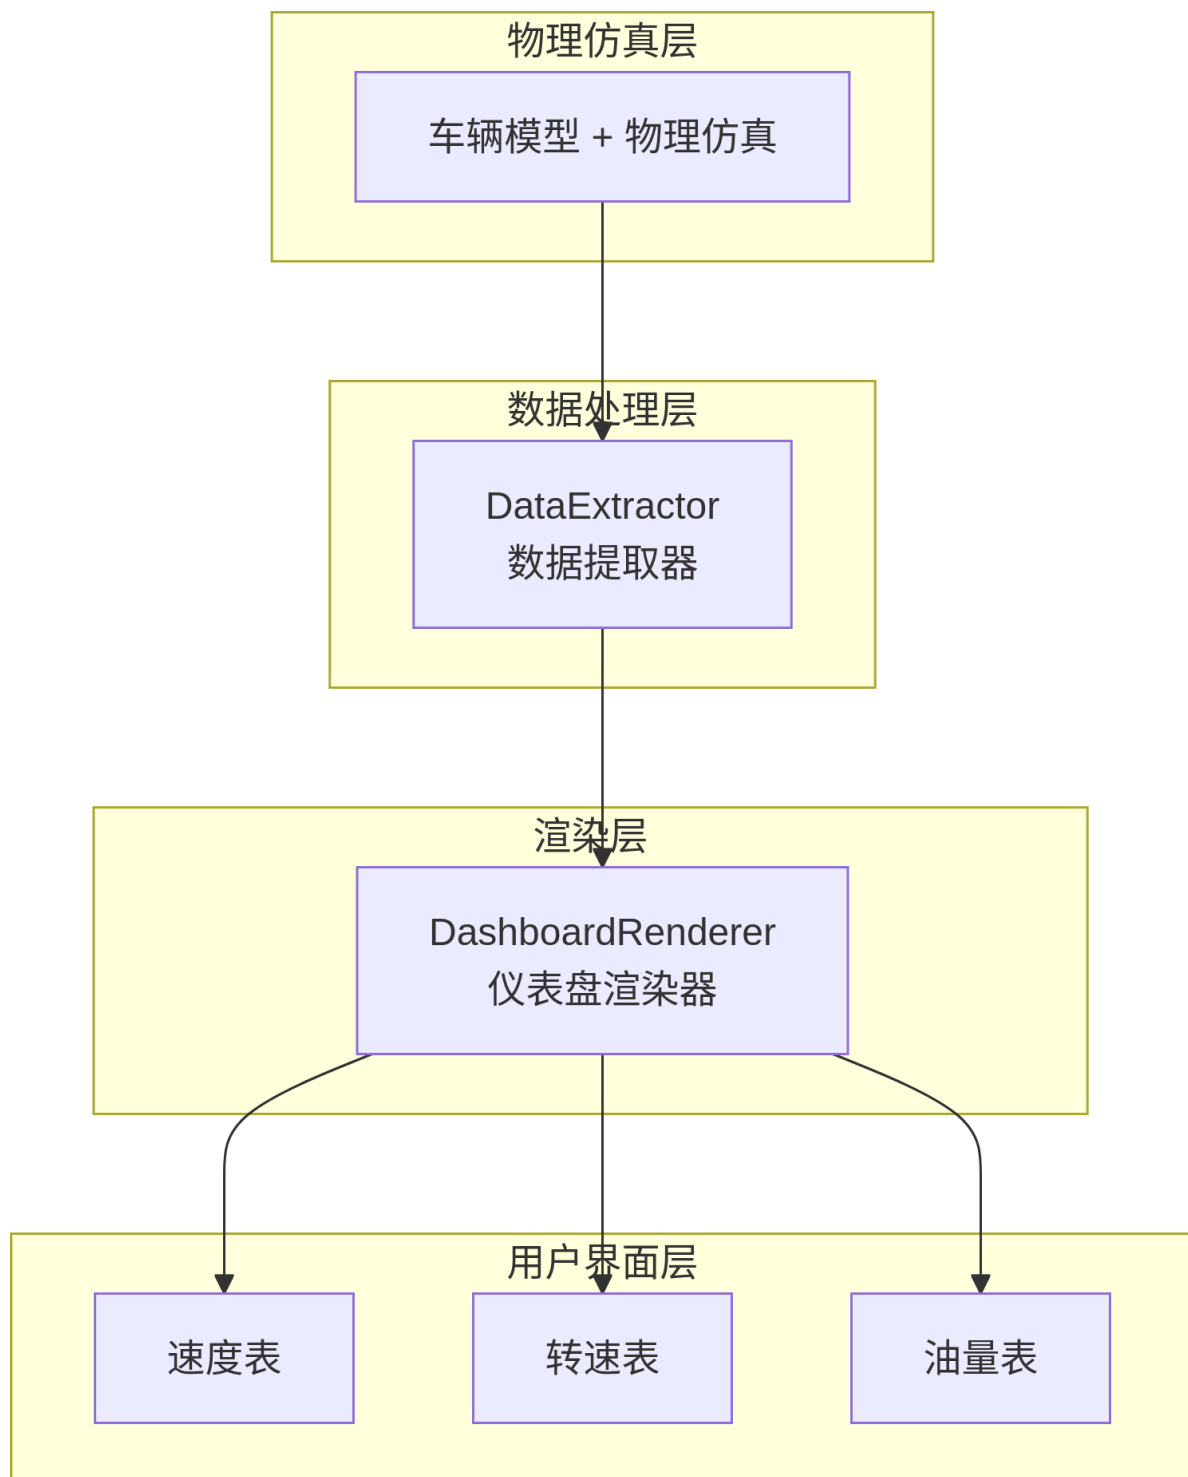 物理仿真层
车辆模型 + 物理仿真
数据处理层
DataExtractor
数据提取器
渲染层
DashboardRenderer
仪表盘渲染器
用户界面层
速度表
转速表
油量表